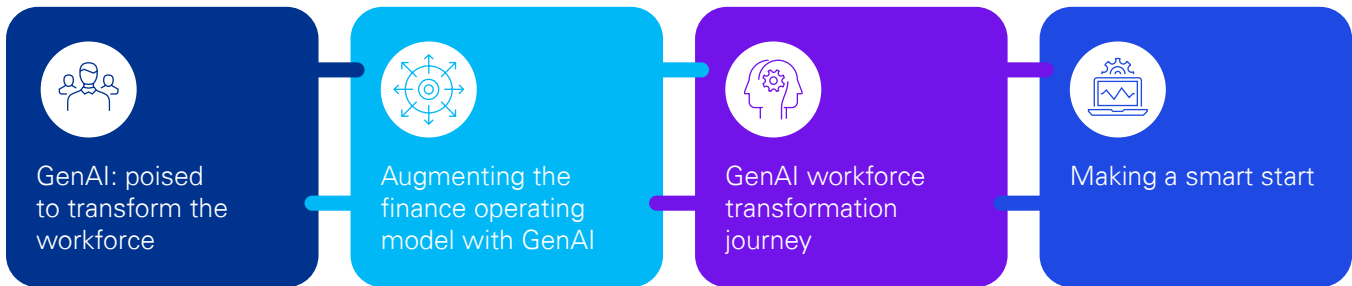 GenAI: poised
to transform the
workforce
Augmenting the
finance operating
model with GenAI
GenAI workforce
transformation
journey
Making a smart start